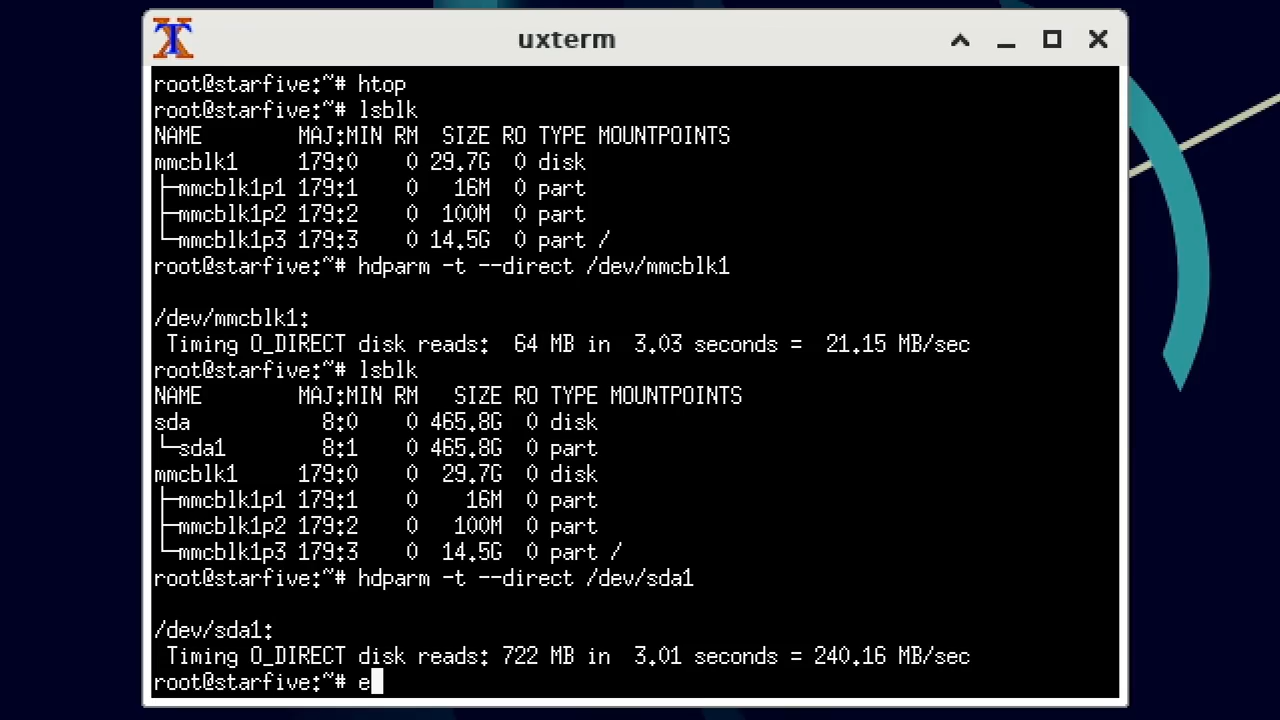 uxterm
root@starfive:~# htop
root@starfive:~# lsblk
NAME        MAJ:MIN RM  SIZE RO TYPE MOUNTPOINTS
mmcblk1     179:0    0 29.7G  0 disk
├─mmcblk1p1 179:1    0   16M  0 part
├─mmcblk1p2 179:2    0  100M  0 part
└─mmcblk1p3 179:3    0 14.5G  0 part /
root@starfive:~# hdparm -t --direct /dev/mmcblk1
/dev/mmcblk1:
 Timing O_DIRECT disk reads:  64 MB in  3.03 seconds =  21.15 MB/sec
root@starfive:~# lsblk
NAME        MAJ:MIN RM   SIZE RO TYPE MOUNTPOINTS
sda           8:0    0 465.8G  0 disk
└─sda1        8:1    0 465.8G  0 part
mmcblk1     179:0    0  29.7G  0 disk
├─mmcblk1p1 179:1    0    16M  0 part
├─mmcblk1p2 179:2    0   100M  0 part
└─mmcblk1p3 179:3    0  14.5G  0 part /
root@starfive:~# hdparm -t --direct /dev/sda1
/dev/sda1:
 Timing O_DIRECT disk reads: 722 MB in  3.01 seconds = 240.16 MB/sec
root@starfive:~# e